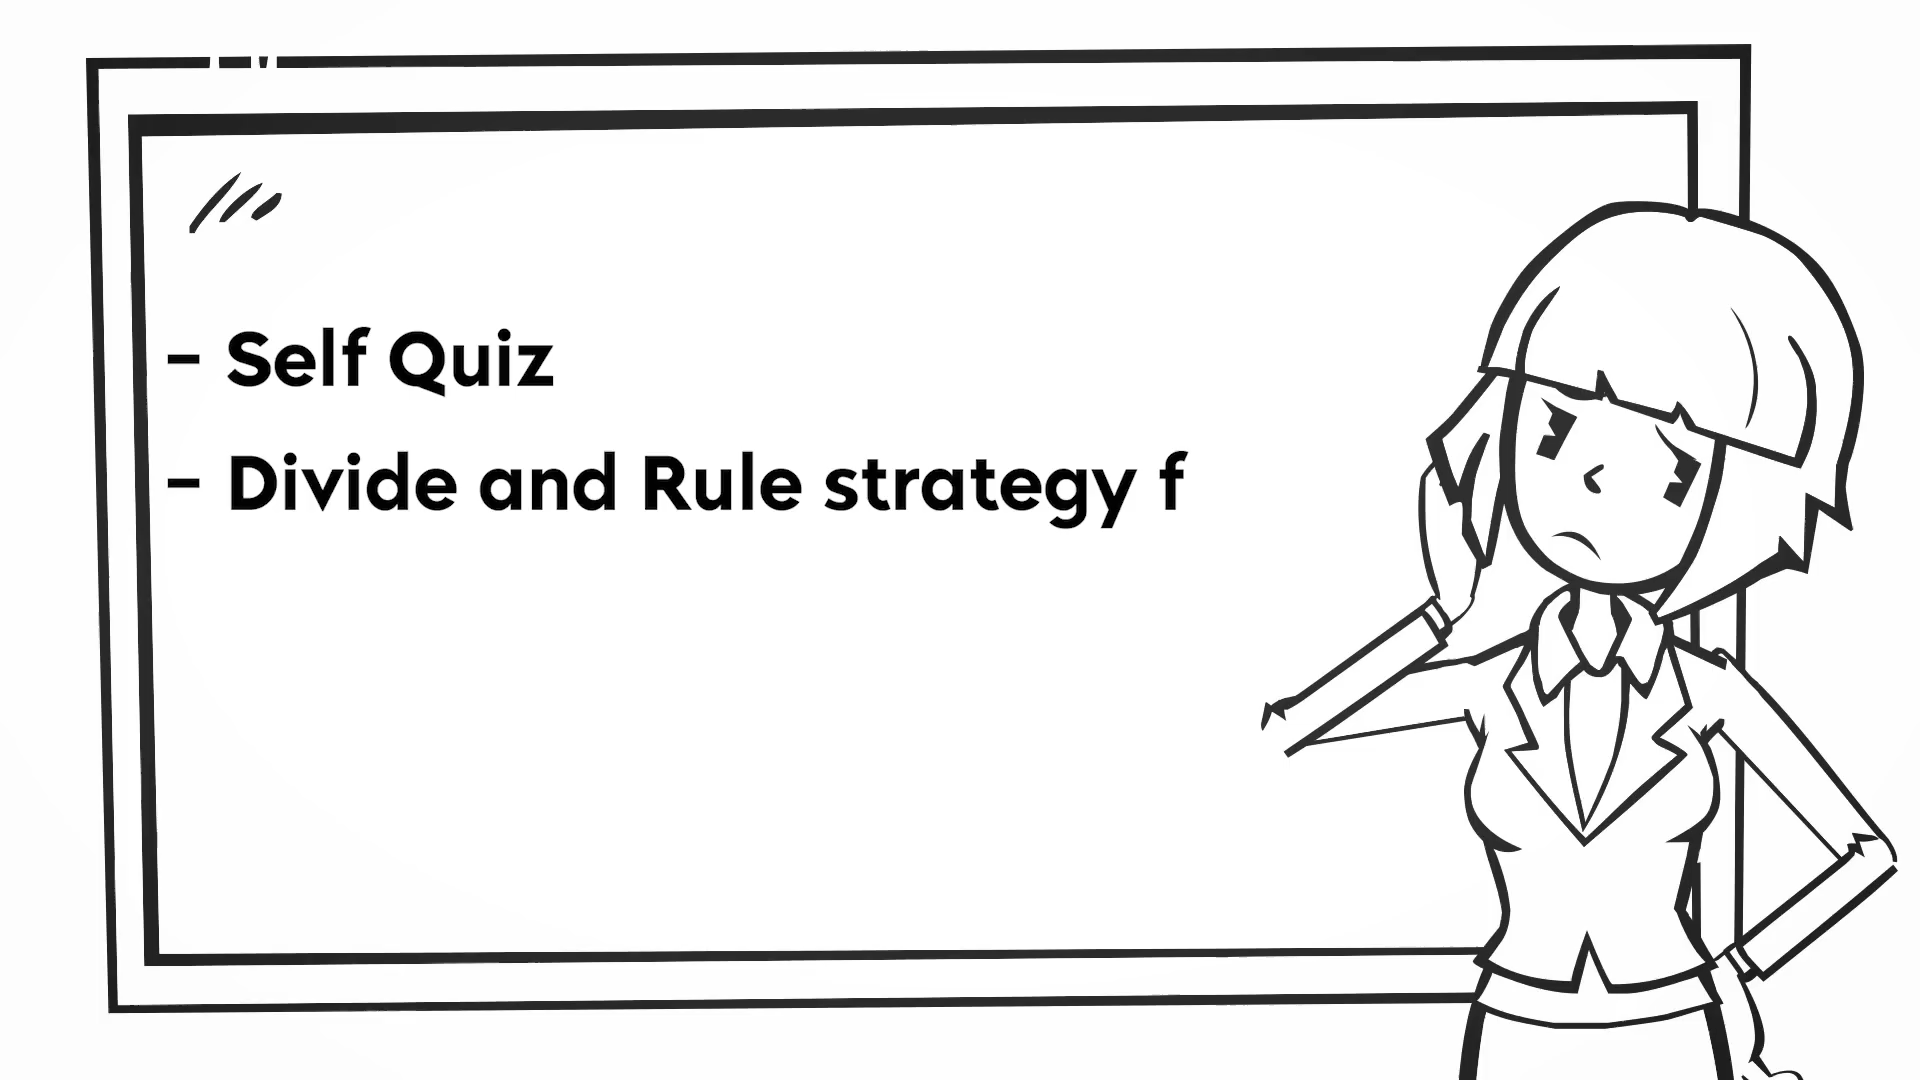 - Self Quiz
- Divide and Rule strategy f